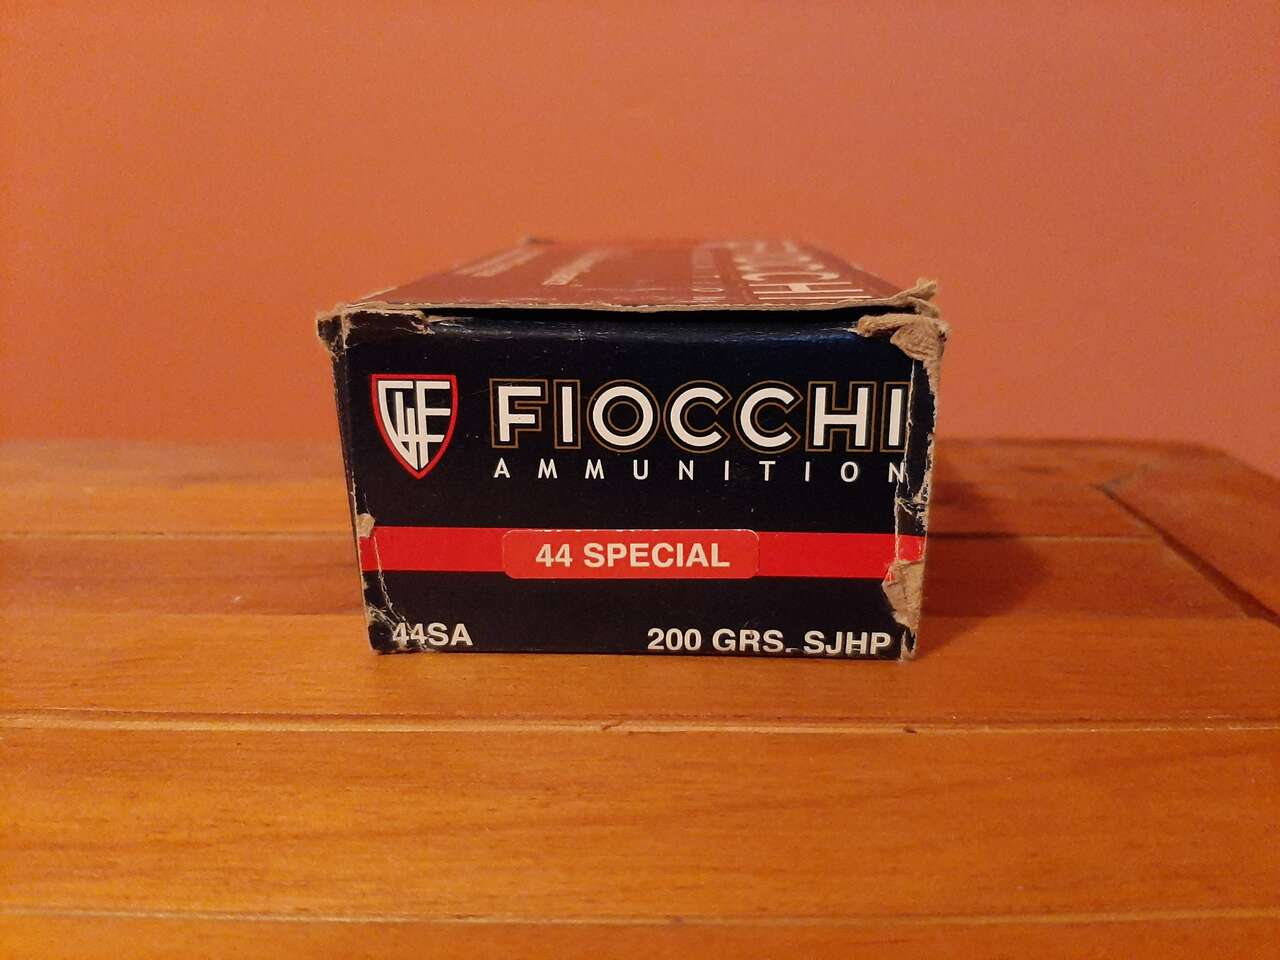 FIOCCHI
AMMUNITION
44 SPECIAL
44SA
200 GRS. SJHP